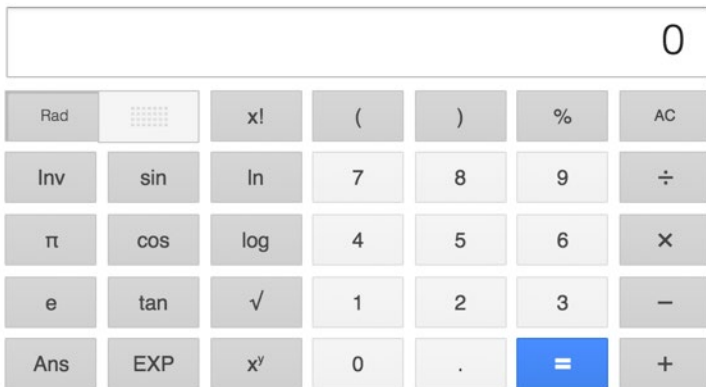 0
Rad x! ( ) % AC
Inv sin ln 7 8 9 ÷
π cos log 4 5 6 ×
e tan √ 1 2 3 −
Ans EXP xʸ 0 . = +